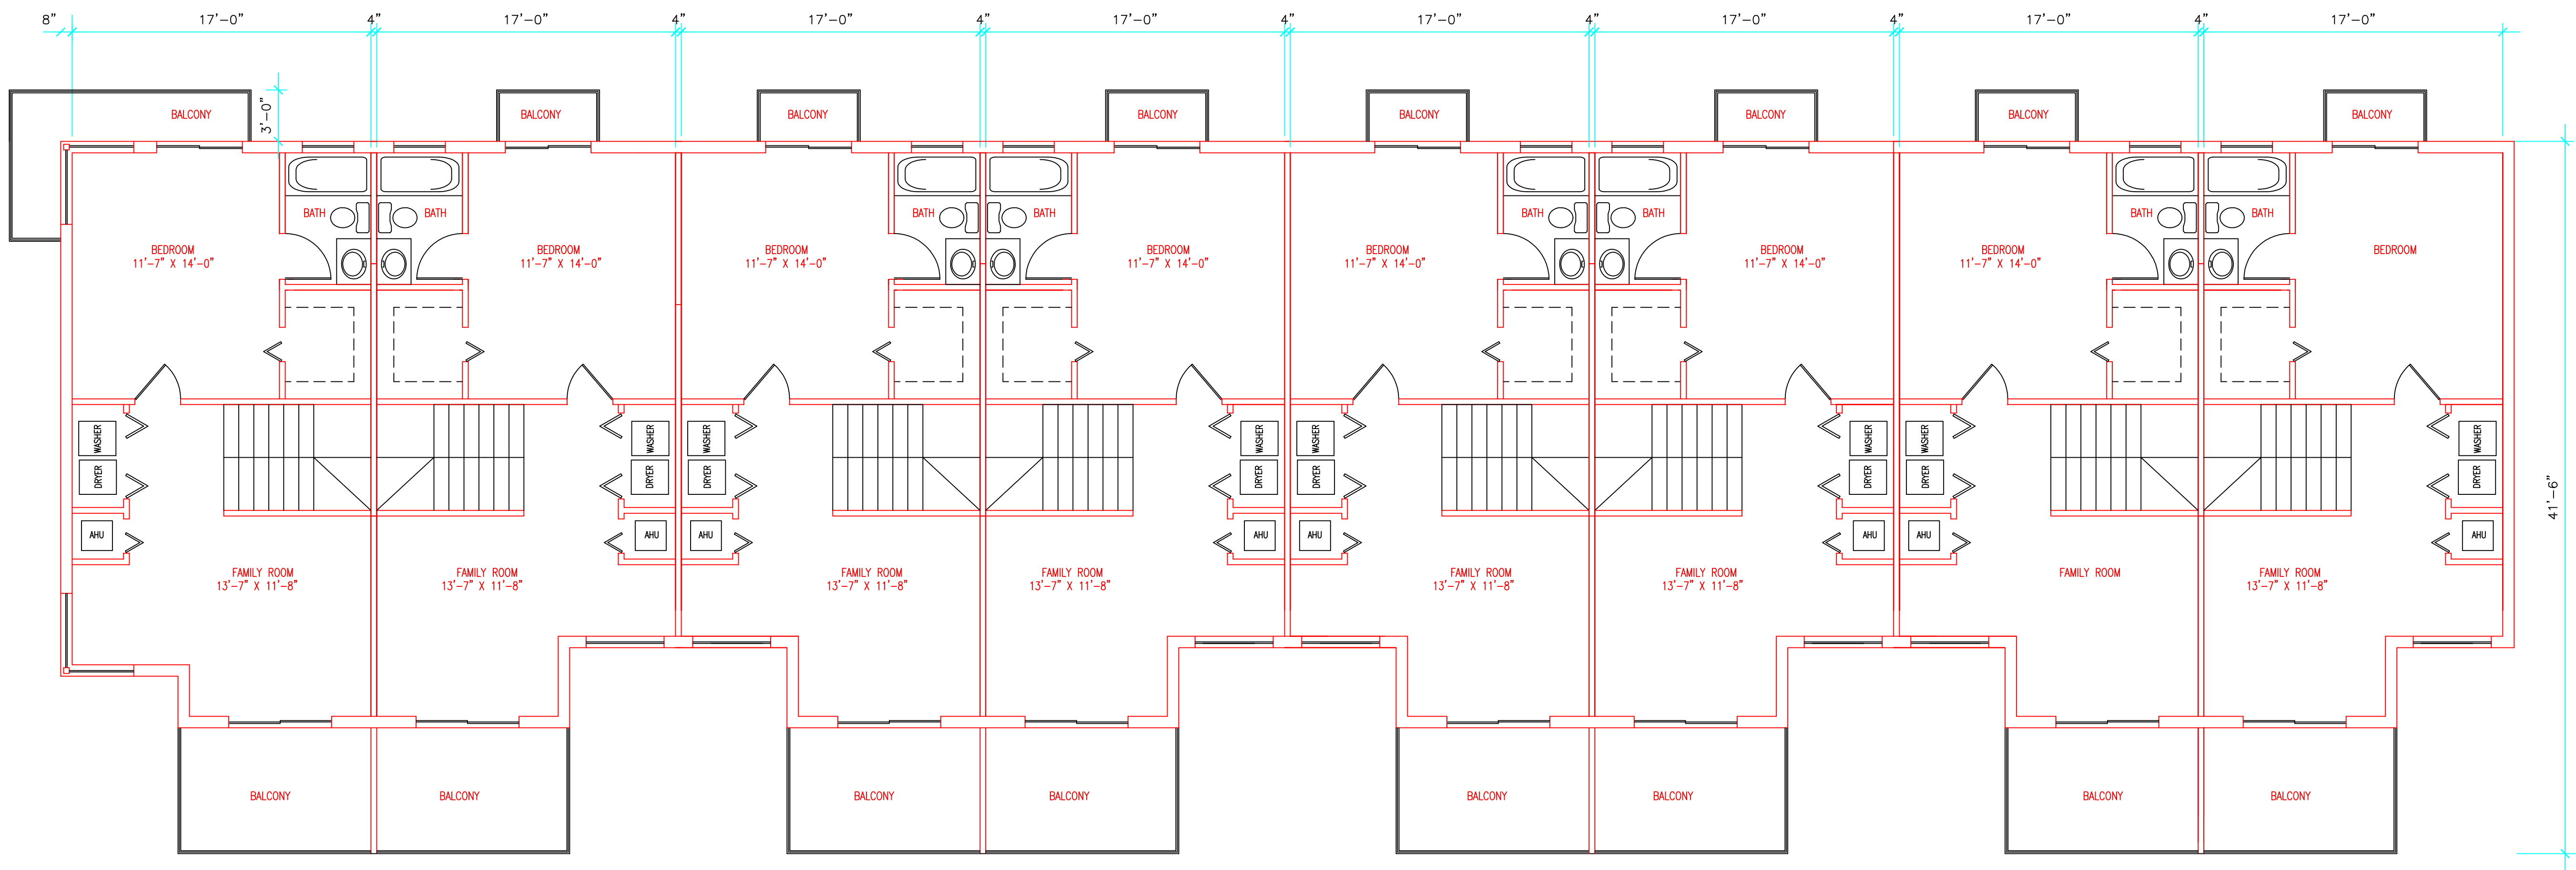 8" 17'-0" 4" 17'-0" 4" 17'-0" 4" 17'-0" 4" 17'-0" 4" 17'-0" 4" 17'-0" 4" 17'-0"
3'-0"
BALCONY BALCONY BALCONY BALCONY BALCONY BALCONY BALCONY BALCONY
BATH BATH BATH BATH BATH BATH BATH BATH
BEDROOM BEDROOM BEDROOM BEDROOM BEDROOM BEDROOM BEDROOM BEDROOM
11'-7" X 14'-0" 11'-7" X 14'-0" 11'-7" X 14'-0" 11'-7" X 14'-0" 11'-7" X 14'-0" 11'-7" X 14'-0" 11'-7" X 14'-0"
WASHER WASHER WASHER WASHER WASHER WASHER WASHER WASHER
DRYER DRYER DRYER DRYER DRYER DRYER DRYER DRYER
41'-6"
AHU AHU AHU AHU AHU AHU AHU AHU
FAMILY ROOM FAMILY ROOM FAMILY ROOM FAMILY ROOM FAMILY ROOM FAMILY ROOM FAMILY ROOM FAMILY ROOM
13'-7" X 11'-8" 13'-7" X 11'-8" 13'-7" X 11'-8" 13'-7" X 11'-8" 13'-7" X 11'-8" 13'-7" X 11'-8" 13'-7" X 11'-8"
BALCONY BALCONY BALCONY BALCONY BALCONY BALCONY BALCONY BALCONY